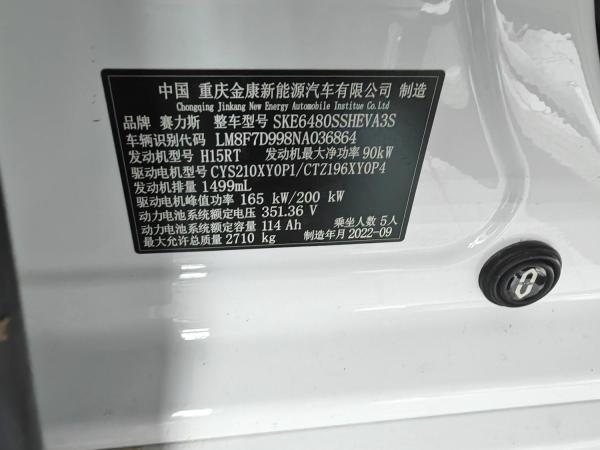 中国 重庆金康新能源汽车有限公司 制造
Chongqing Jinkang New Energy Automobile Institue Co.,Ltd
品牌 赛力斯 整车型号 SKE6480SSHEVA3S
车辆识别代码 LM8F7D998NA036864
发动机型号 H15RT 发动机最大净功率 90kW
驱动电机型号 CYS210XY0P1/CTZ196XY0P4
发动机排量 1499mL
驱动电机峰值功率 165 kW/200 kW
动力电池系统额定电压 351.36 V
动力电池系统额定容量 114 Ah 乘坐人数 5人
最大允许总质量 2710 kg 制造年月 2022-09